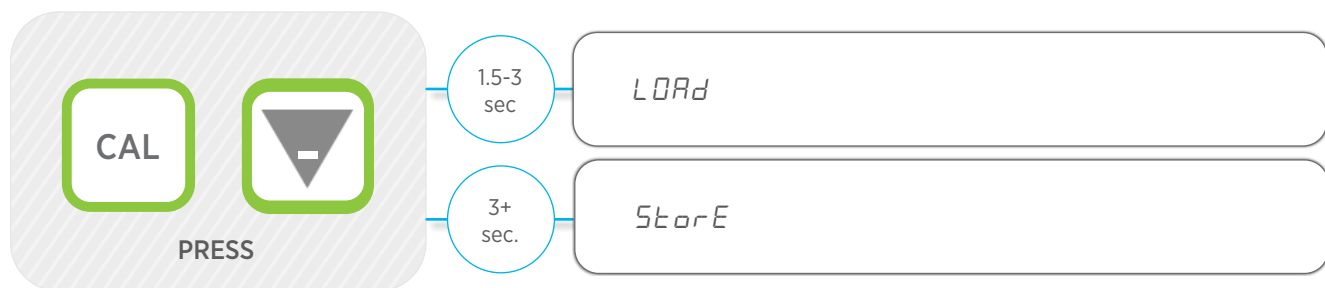 CAL
-
PRESS
1.5-3
sec
LOAd
3+
sec.
StorE